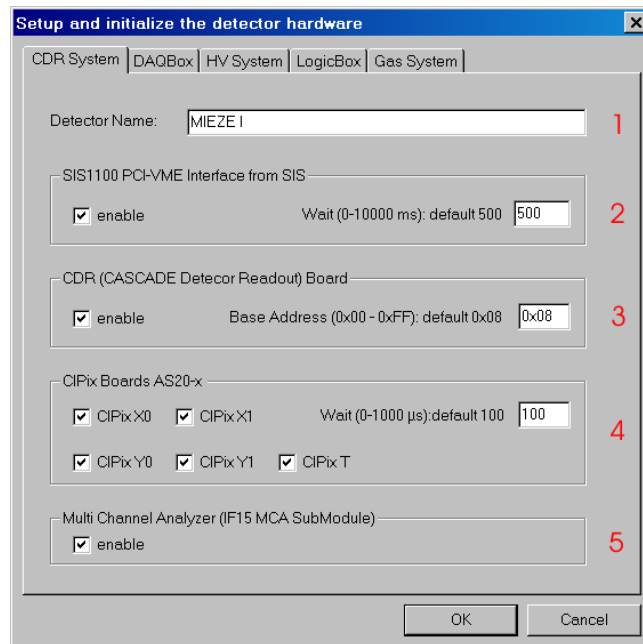 Setup and initialize the detector hardware
CDR System DAQBox HV System LogicBox Gas System
Detector Name: MIEZE I 1
SIS1100 PCI-VME Interface from SIS
enable Wait (0-10000 ms): default 500 500 2
CDR (CASCADE Detecor Readout) Board
enable Base Address (0x00 - 0xFF): default 0x08 0x08 3
CIPix Boards AS20-x
CIPix X0 CIPix X1 Wait (0-1000 µs):default 100 100
4
CIPix Y0 CIPix Y1 CIPix T
Multi Channel Analyzer (IF15 MCA SubModule)
enable 5
OK Cancel